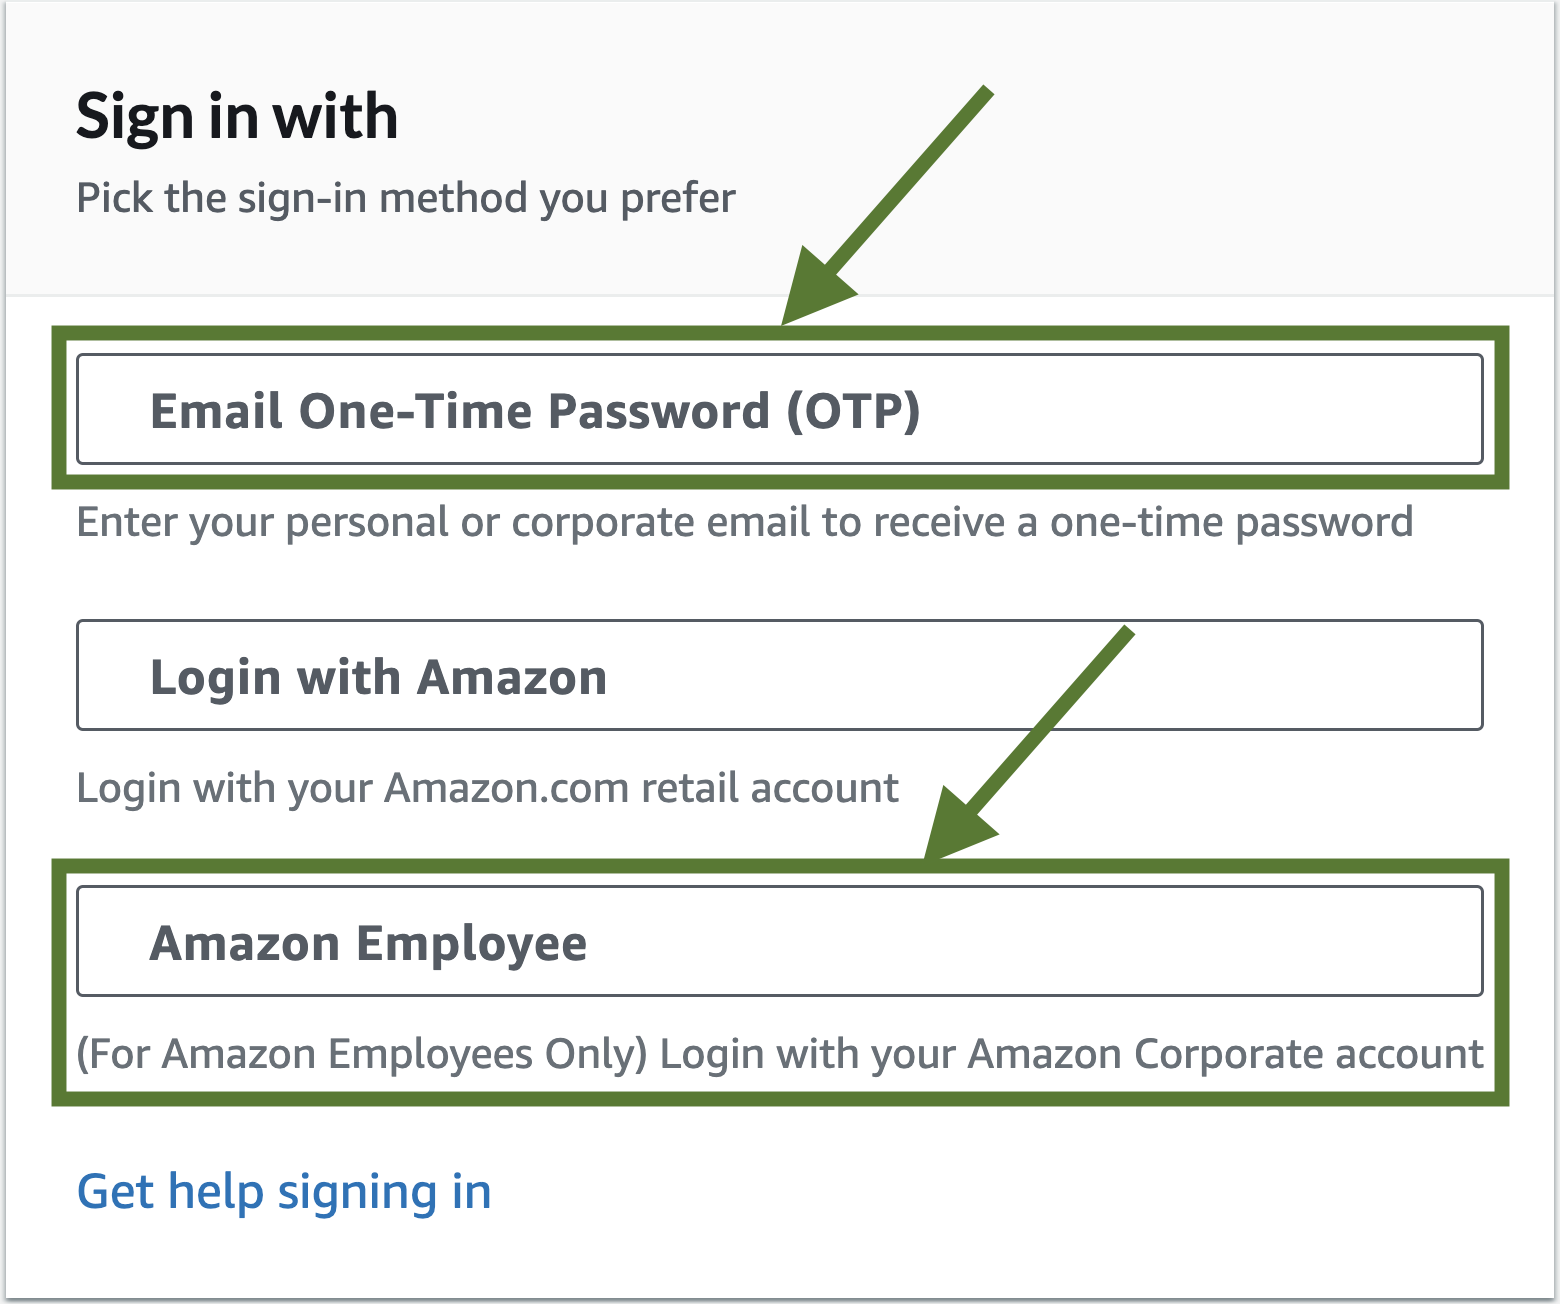 Sign in with
Pick the sign-in method you prefer
Email One-Time Password (OTP)
Enter your personal or corporate email to receive a one-time password
Login with Amazon
Login with your Amazon.com retail account
Amazon Employee
(For Amazon Employees Only) Login with your Amazon Corporate account
Get help signing in